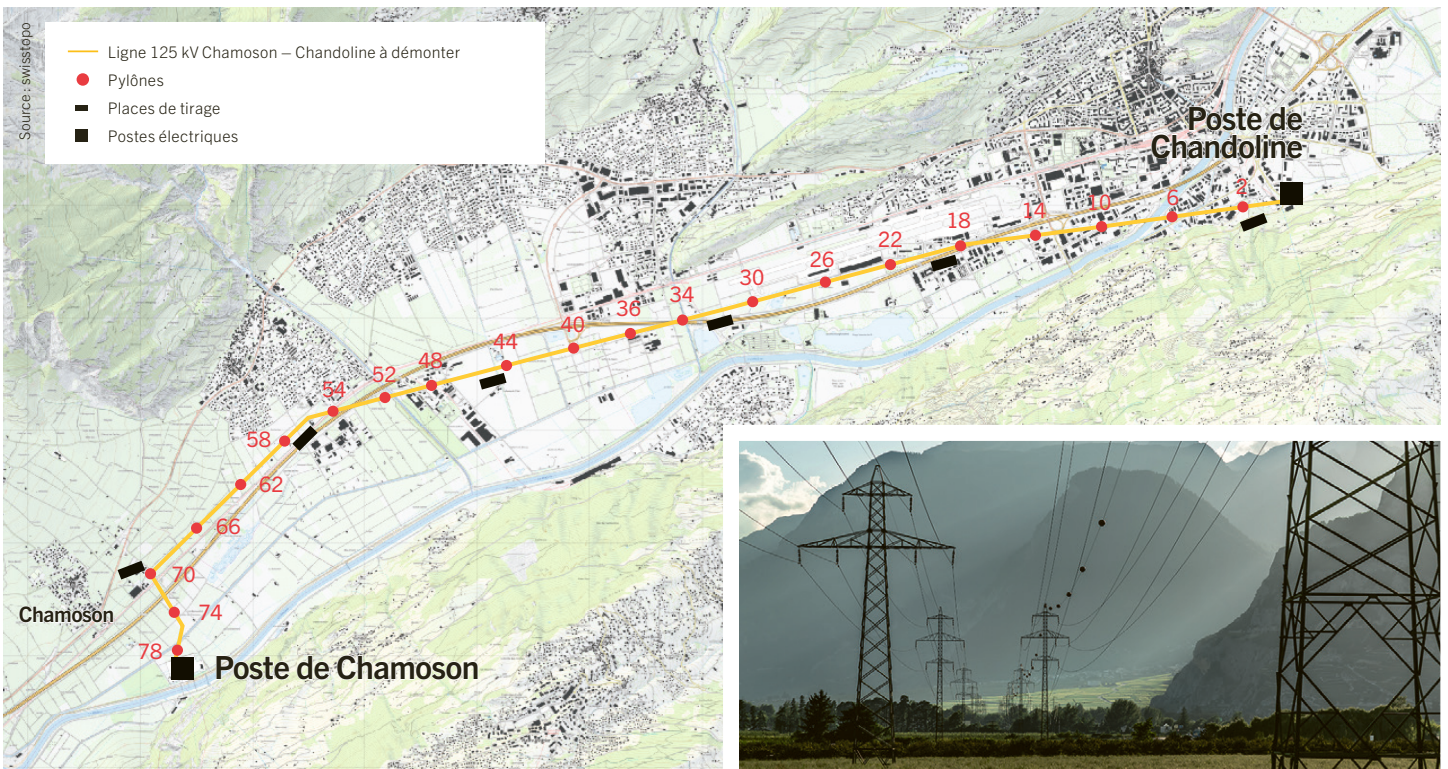 Source : swisstopo
Ligne 125 kV Chamoson – Chandoline à démonter
Pylônes
Places de tirage
Postes électriques
Poste de
Chandoline
2
6
10
14
18
22
26
30
34
36
40
44
48
52
54
58
62
66
70
74
78
Chamoson
Poste de Chamoson